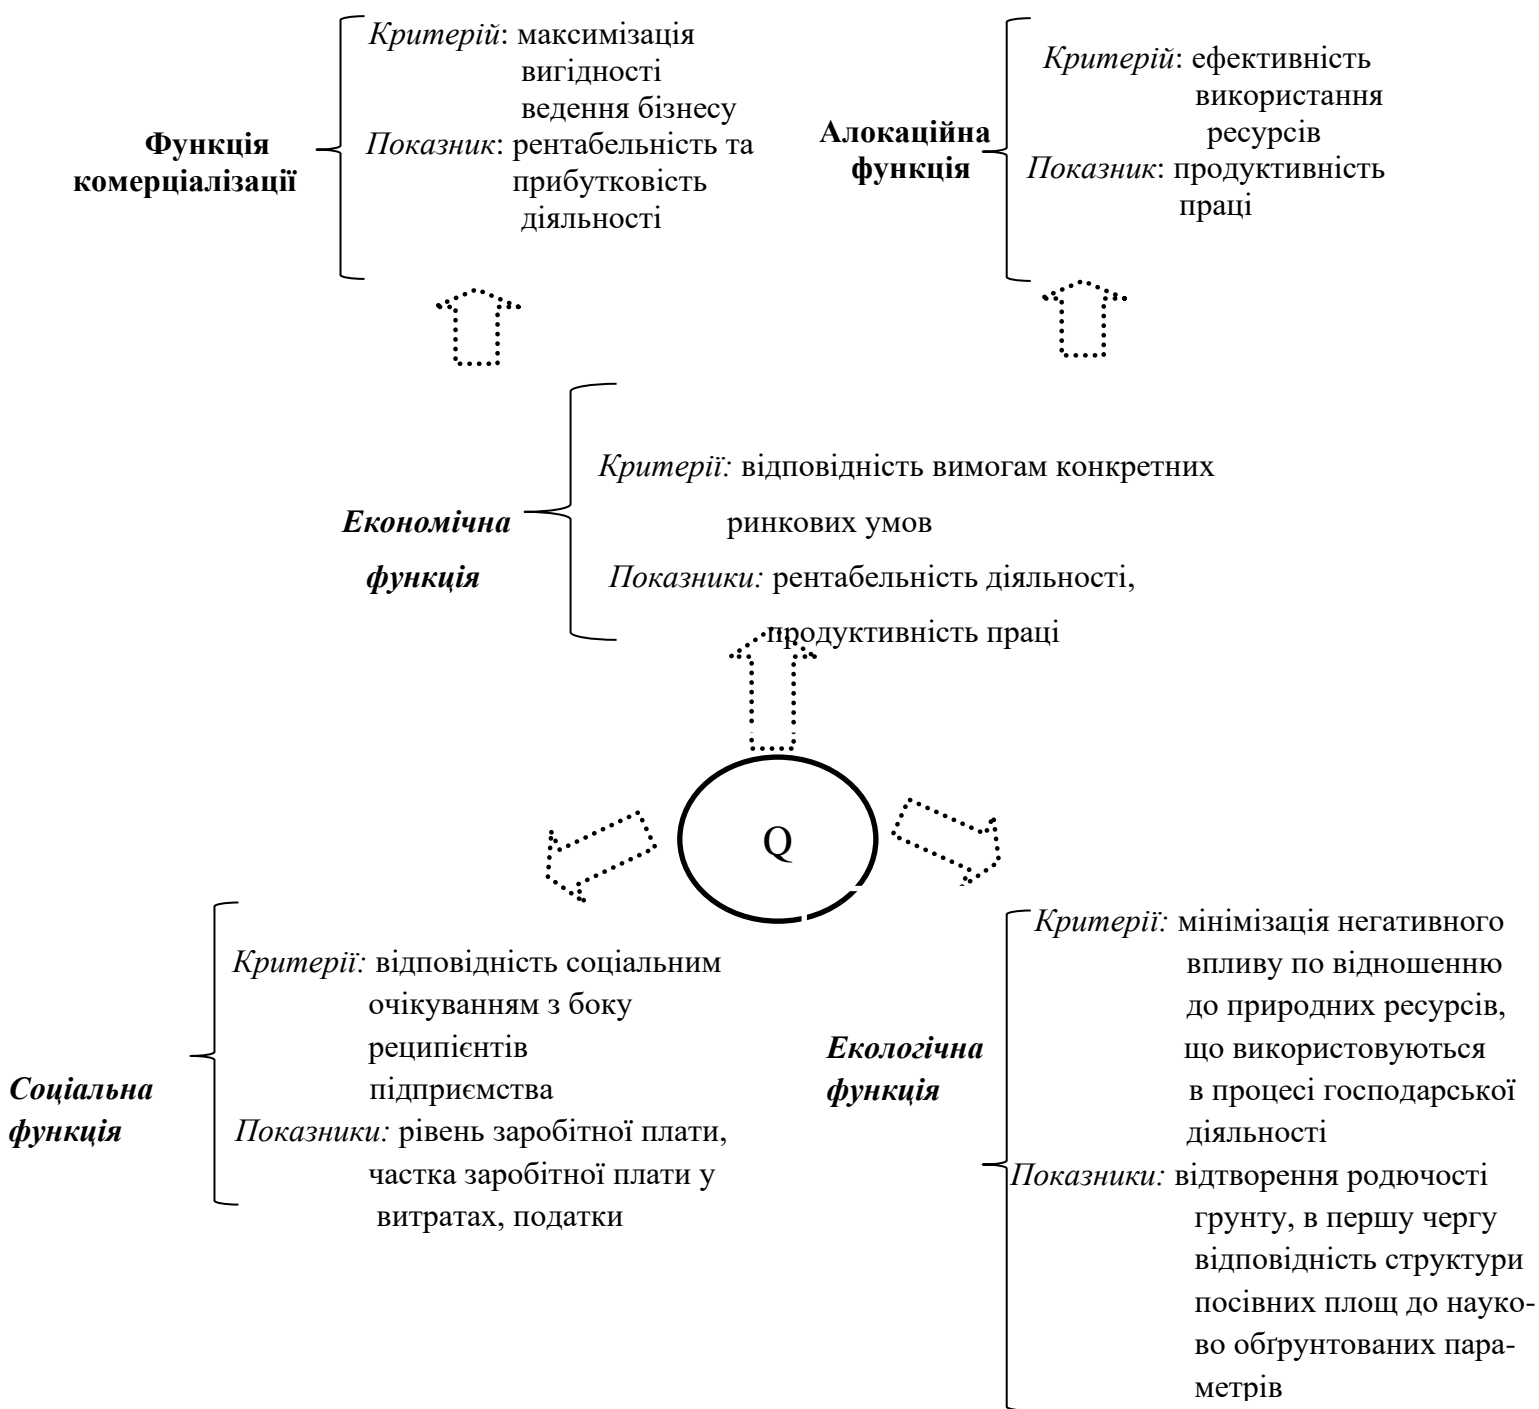 Функція
комерціалізації
Критерій: максимізація
вигідності
ведення бізнесу
Показник: рентабельність та
прибутковість
діяльності
Алокаційна
функція
Критерій: ефективність
використання
ресурсів
Показник: продуктивність
праці
Економічна
функція
Критерії: відповідність вимогам конкретних
ринкових умов
Показники: рентабельність діяльності,
продуктивність праці
Q
Соціальна
функція
Критерії: відповідність соціальним
очікуванням з боку
реципієнтів
підприємства
Показники: рівень заробітної плати,
частка заробітної плати у
витратах, податки
Екологічна
функція
Критерії: мінімізація негативного
впливу по відношенню
до природних ресурсів,
що використовуються
в процесі господарської
діяльності
Показники: відтворення родючості
грунту, в першу чергу
відповідність структури
посівних площ до науко-
во обґрунтованих пара-
метрів